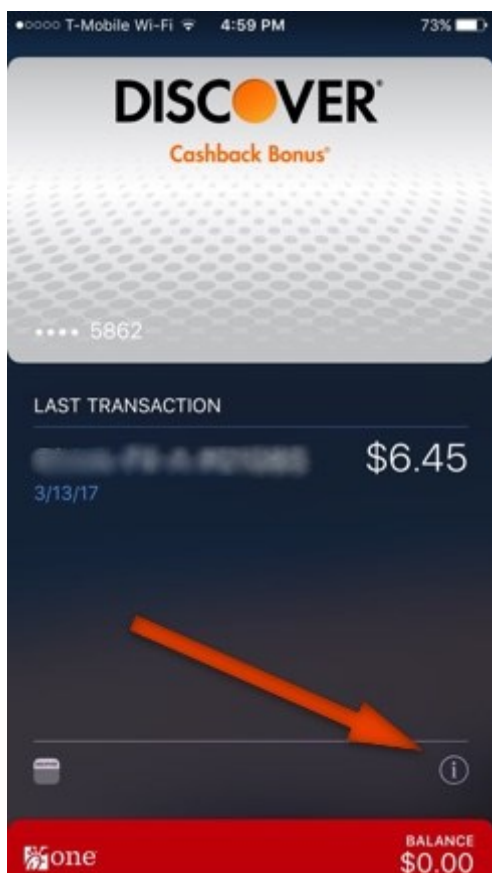 T-Mobile Wi-Fi 4:59 PM 73%
DISCOVER®
Cashback Bonus®
•••• 5862
LAST TRANSACTION
$6.45
3/13/17
i
BALANCE
one $0.00